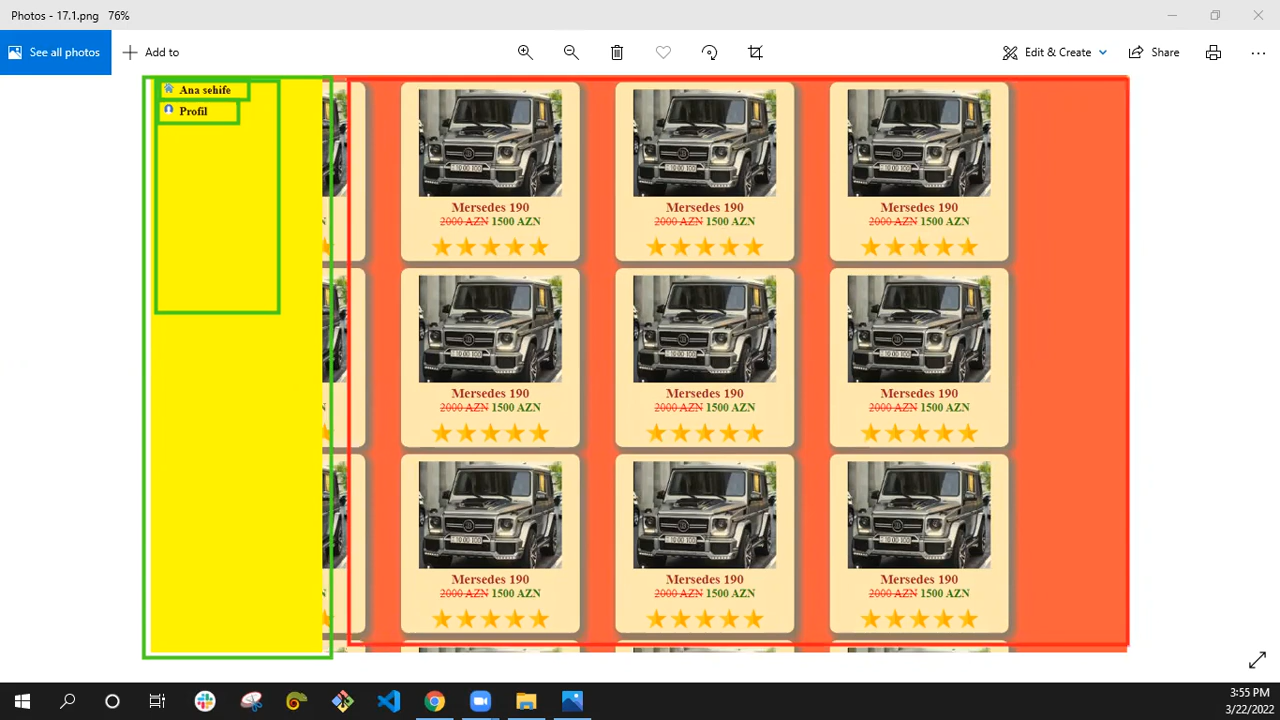 Photos - 17.1.png 76%
See all photos
Add to
Edit & Create
Share
Ana sehife
Profil
Mersedes 190
2000 AZN 1500 AZN
Mersedes 190
2000 AZN 1500 AZN
Mersedes 190
2000 AZN 1500 AZN
Mersedes 190
2000 AZN 1500 AZN
Mersedes 190
2000 AZN 1500 AZN
Mersedes 190
2000 AZN 1500 AZN
Mersedes 190
2000 AZN 1500 AZN
Mersedes 190
2000 AZN 1500 AZN
Mersedes 190
2000 AZN 1500 AZN
3:55 PM
3/22/2022